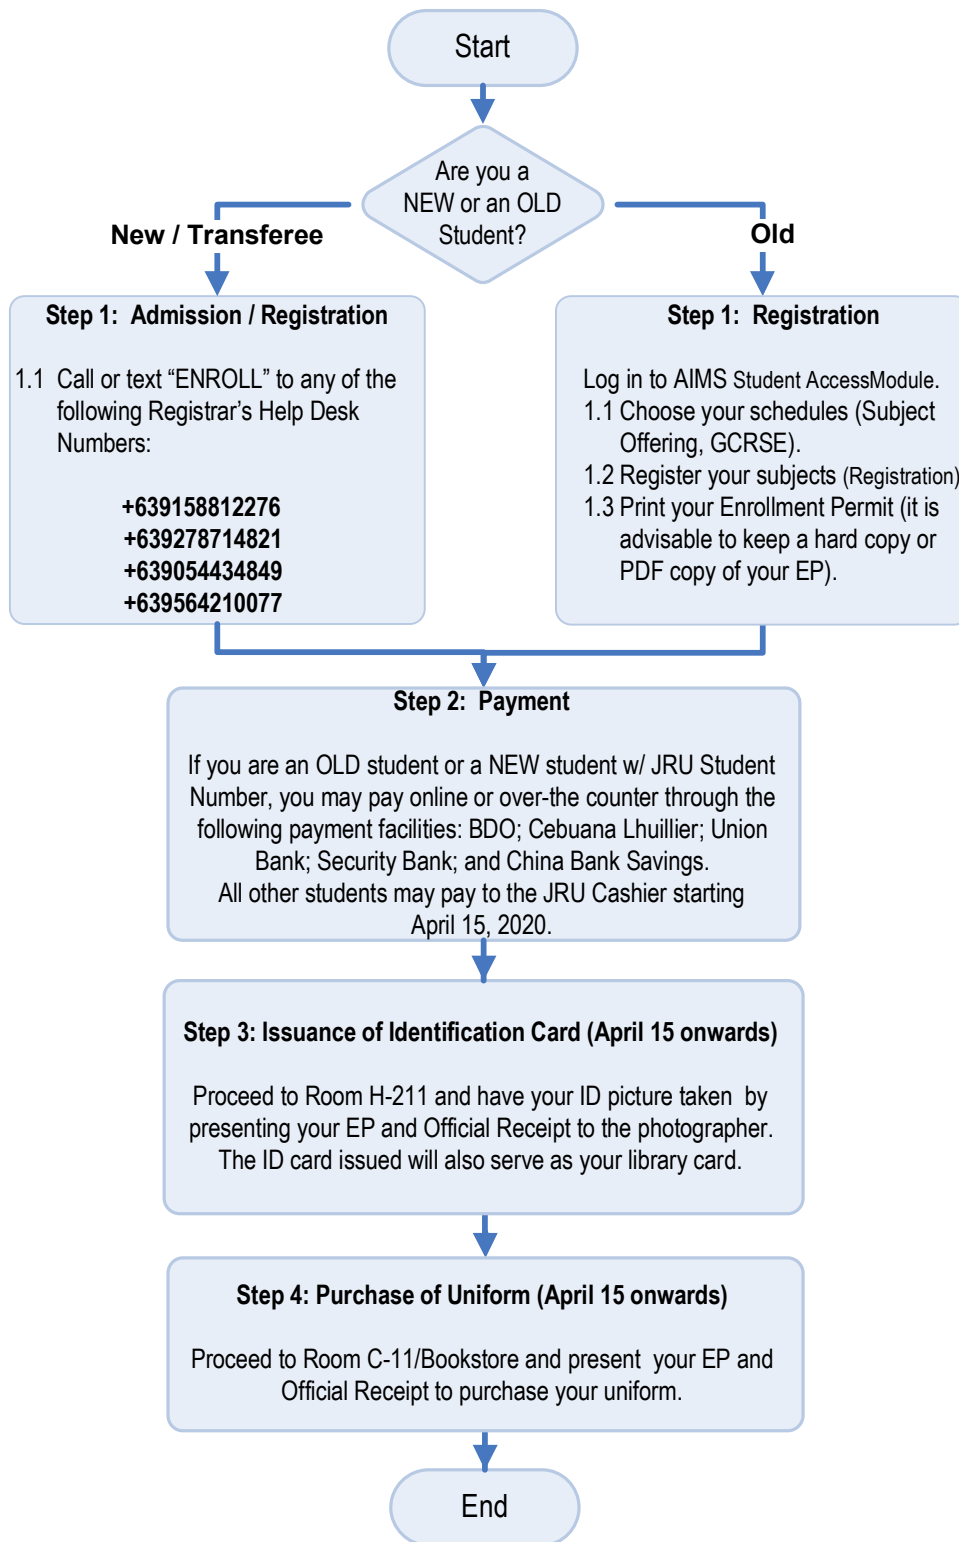 Start
Are you a
NEW or an OLD
Student?
New / Transferee
Old
Step 1:  Admission / Registration
1.1  Call or text “ENROLL” to any of the
following Registrar’s Help Desk
Numbers:
+639158812276
+639278714821
+639054434849
+639564210077
Step 1:  Registration
Log in to AIMS Student AccessModule.
1.1 Choose your schedules (Subject
Offering, GCRSE).
1.2 Register your subjects (Registration)
1.3 Print your Enrollment Permit (it is
advisable to keep a hard copy or
PDF copy of your EP).
Step 2:  Payment
If you are an OLD student or a NEW student w/ JRU Student
Number, you may pay online or over-the counter through the
following payment facilities: BDO; Cebuana Lhuillier; Union
Bank; Security Bank; and China Bank Savings.
All other students may pay to the JRU Cashier starting
April 15, 2020.
Step 3: Issuance of Identification Card (April 15 onwards)
Proceed to Room H-211 and have your ID picture taken  by
presenting your EP and Official Receipt to the photographer.
The ID card issued will also serve as your library card.
Step 4: Purchase of Uniform (April 15 onwards)
Proceed to Room C-11/Bookstore and present  your EP and
Official Receipt to purchase your uniform.
End